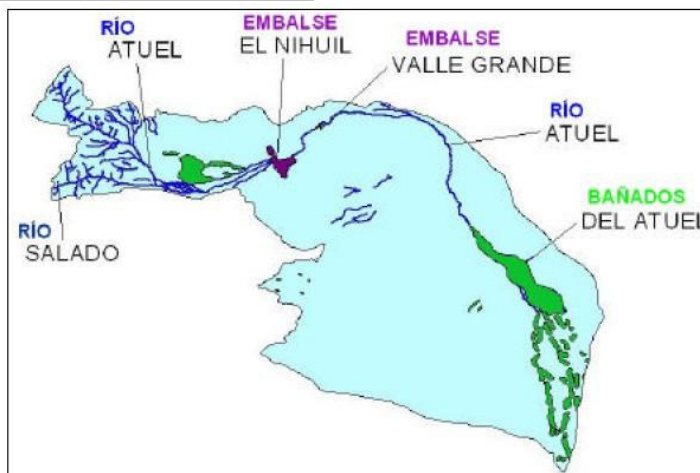 RÍO
ATUEL
EMBALSE
EL NIHUIL
EMBALSE
VALLE GRANDE
RÍO
ATUEL
BAÑADOS
DEL ATUEL
RÍO
SALADO